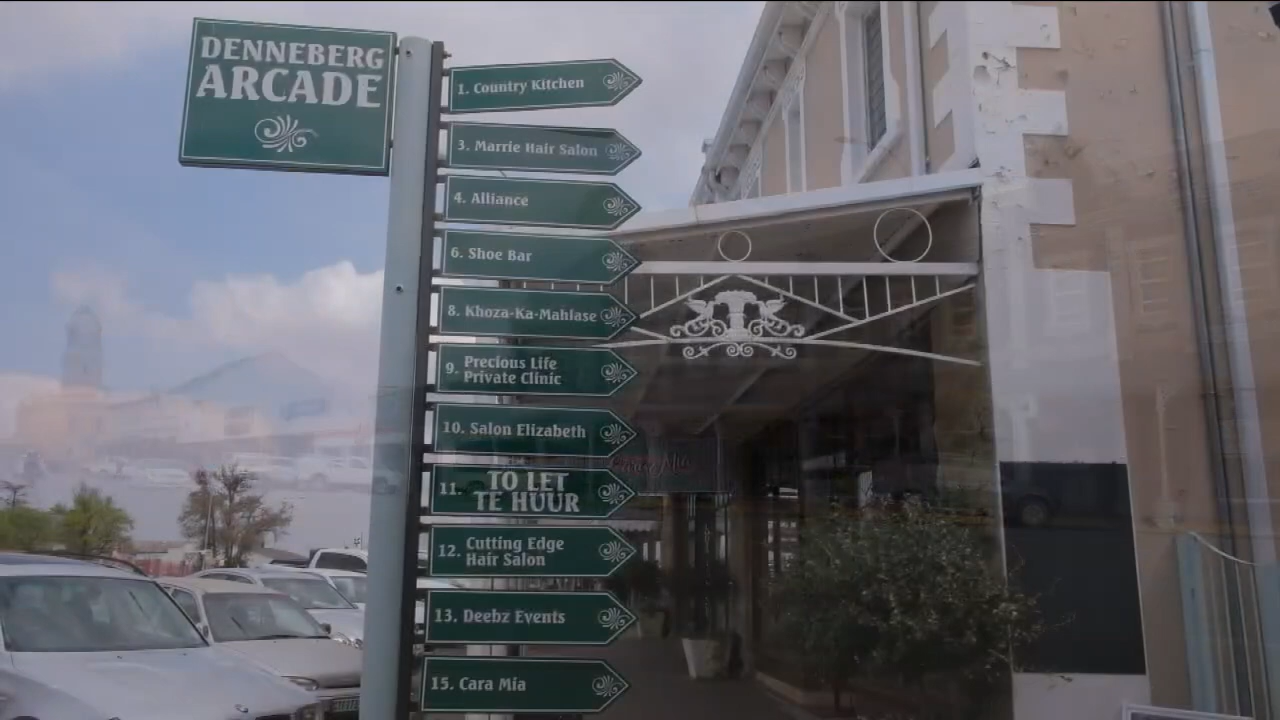 DENNEBERG
ARCADE
1. Country Kitchen
3. Marrie Hair Salon
4. Alliance
6. Shoe Bar
8. Khoza-Ka-Mahlase
9. Precious Life
Private Clinic
10. Salon Elizabeth
11. TO LET
TE HUUR
12. Cutting Edge
Hair Salon
13. Deebz Events
15. Cara Mia